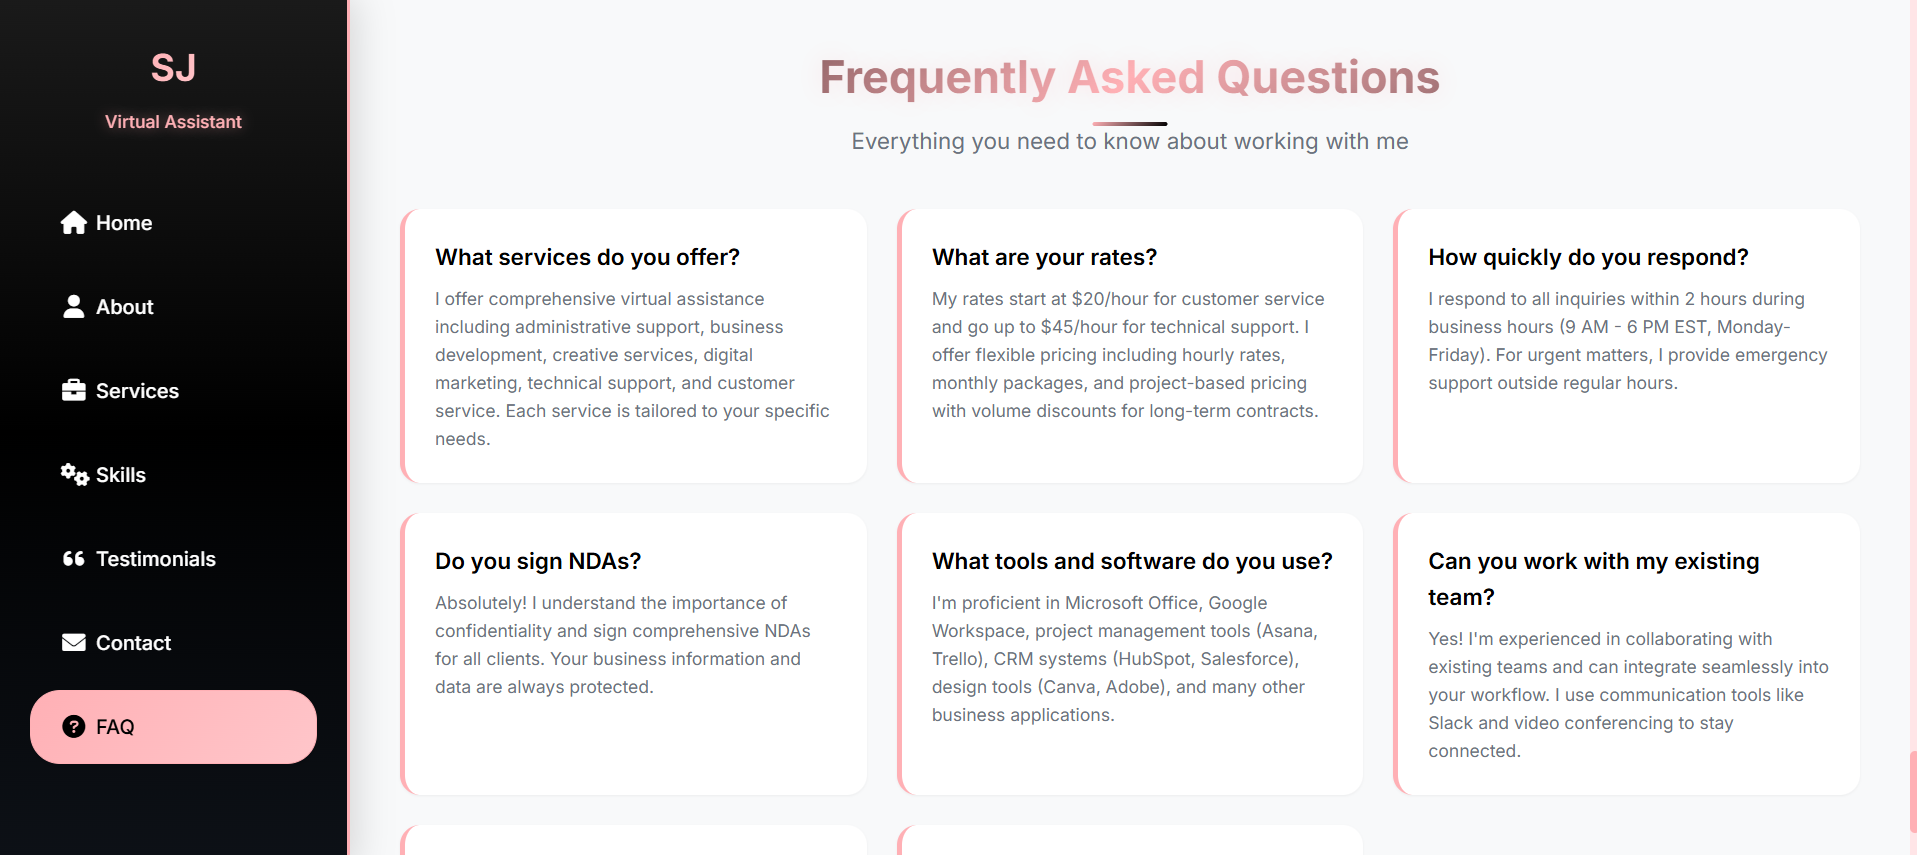 SJ
Virtual Assistant
Home
About
Services
Skills
Testimonials
Contact
FAQ
Frequently Asked Questions
Everything you need to know about working with me
What services do you offer?
I offer comprehensive virtual assistance
including administrative support, business
development, creative services, digital
marketing, technical support, and customer
service. Each service is tailored to your specific
needs.
What are your rates?
My rates start at $20/hour for customer service
and go up to $45/hour for technical support. I
offer flexible pricing including hourly rates,
monthly packages, and project-based pricing
with volume discounts for long-term contracts.
How quickly do you respond?
I respond to all inquiries within 2 hours during
business hours (9 AM - 6 PM EST, Monday-
Friday). For urgent matters, I provide emergency
support outside regular hours.
Do you sign NDAs?
Absolutely! I understand the importance of
confidentiality and sign comprehensive NDAs
for all clients. Your business information and
data are always protected.
What tools and software do you use?
I'm proficient in Microsoft Office, Google
Workspace, project management tools (Asana,
Trello), CRM systems (HubSpot, Salesforce),
design tools (Canva, Adobe), and many other
business applications.
Can you work with my existing
team?
Yes! I'm experienced in collaborating with
existing teams and can integrate seamlessly into
your workflow. I use communication tools like
Slack and video conferencing to stay
connected.